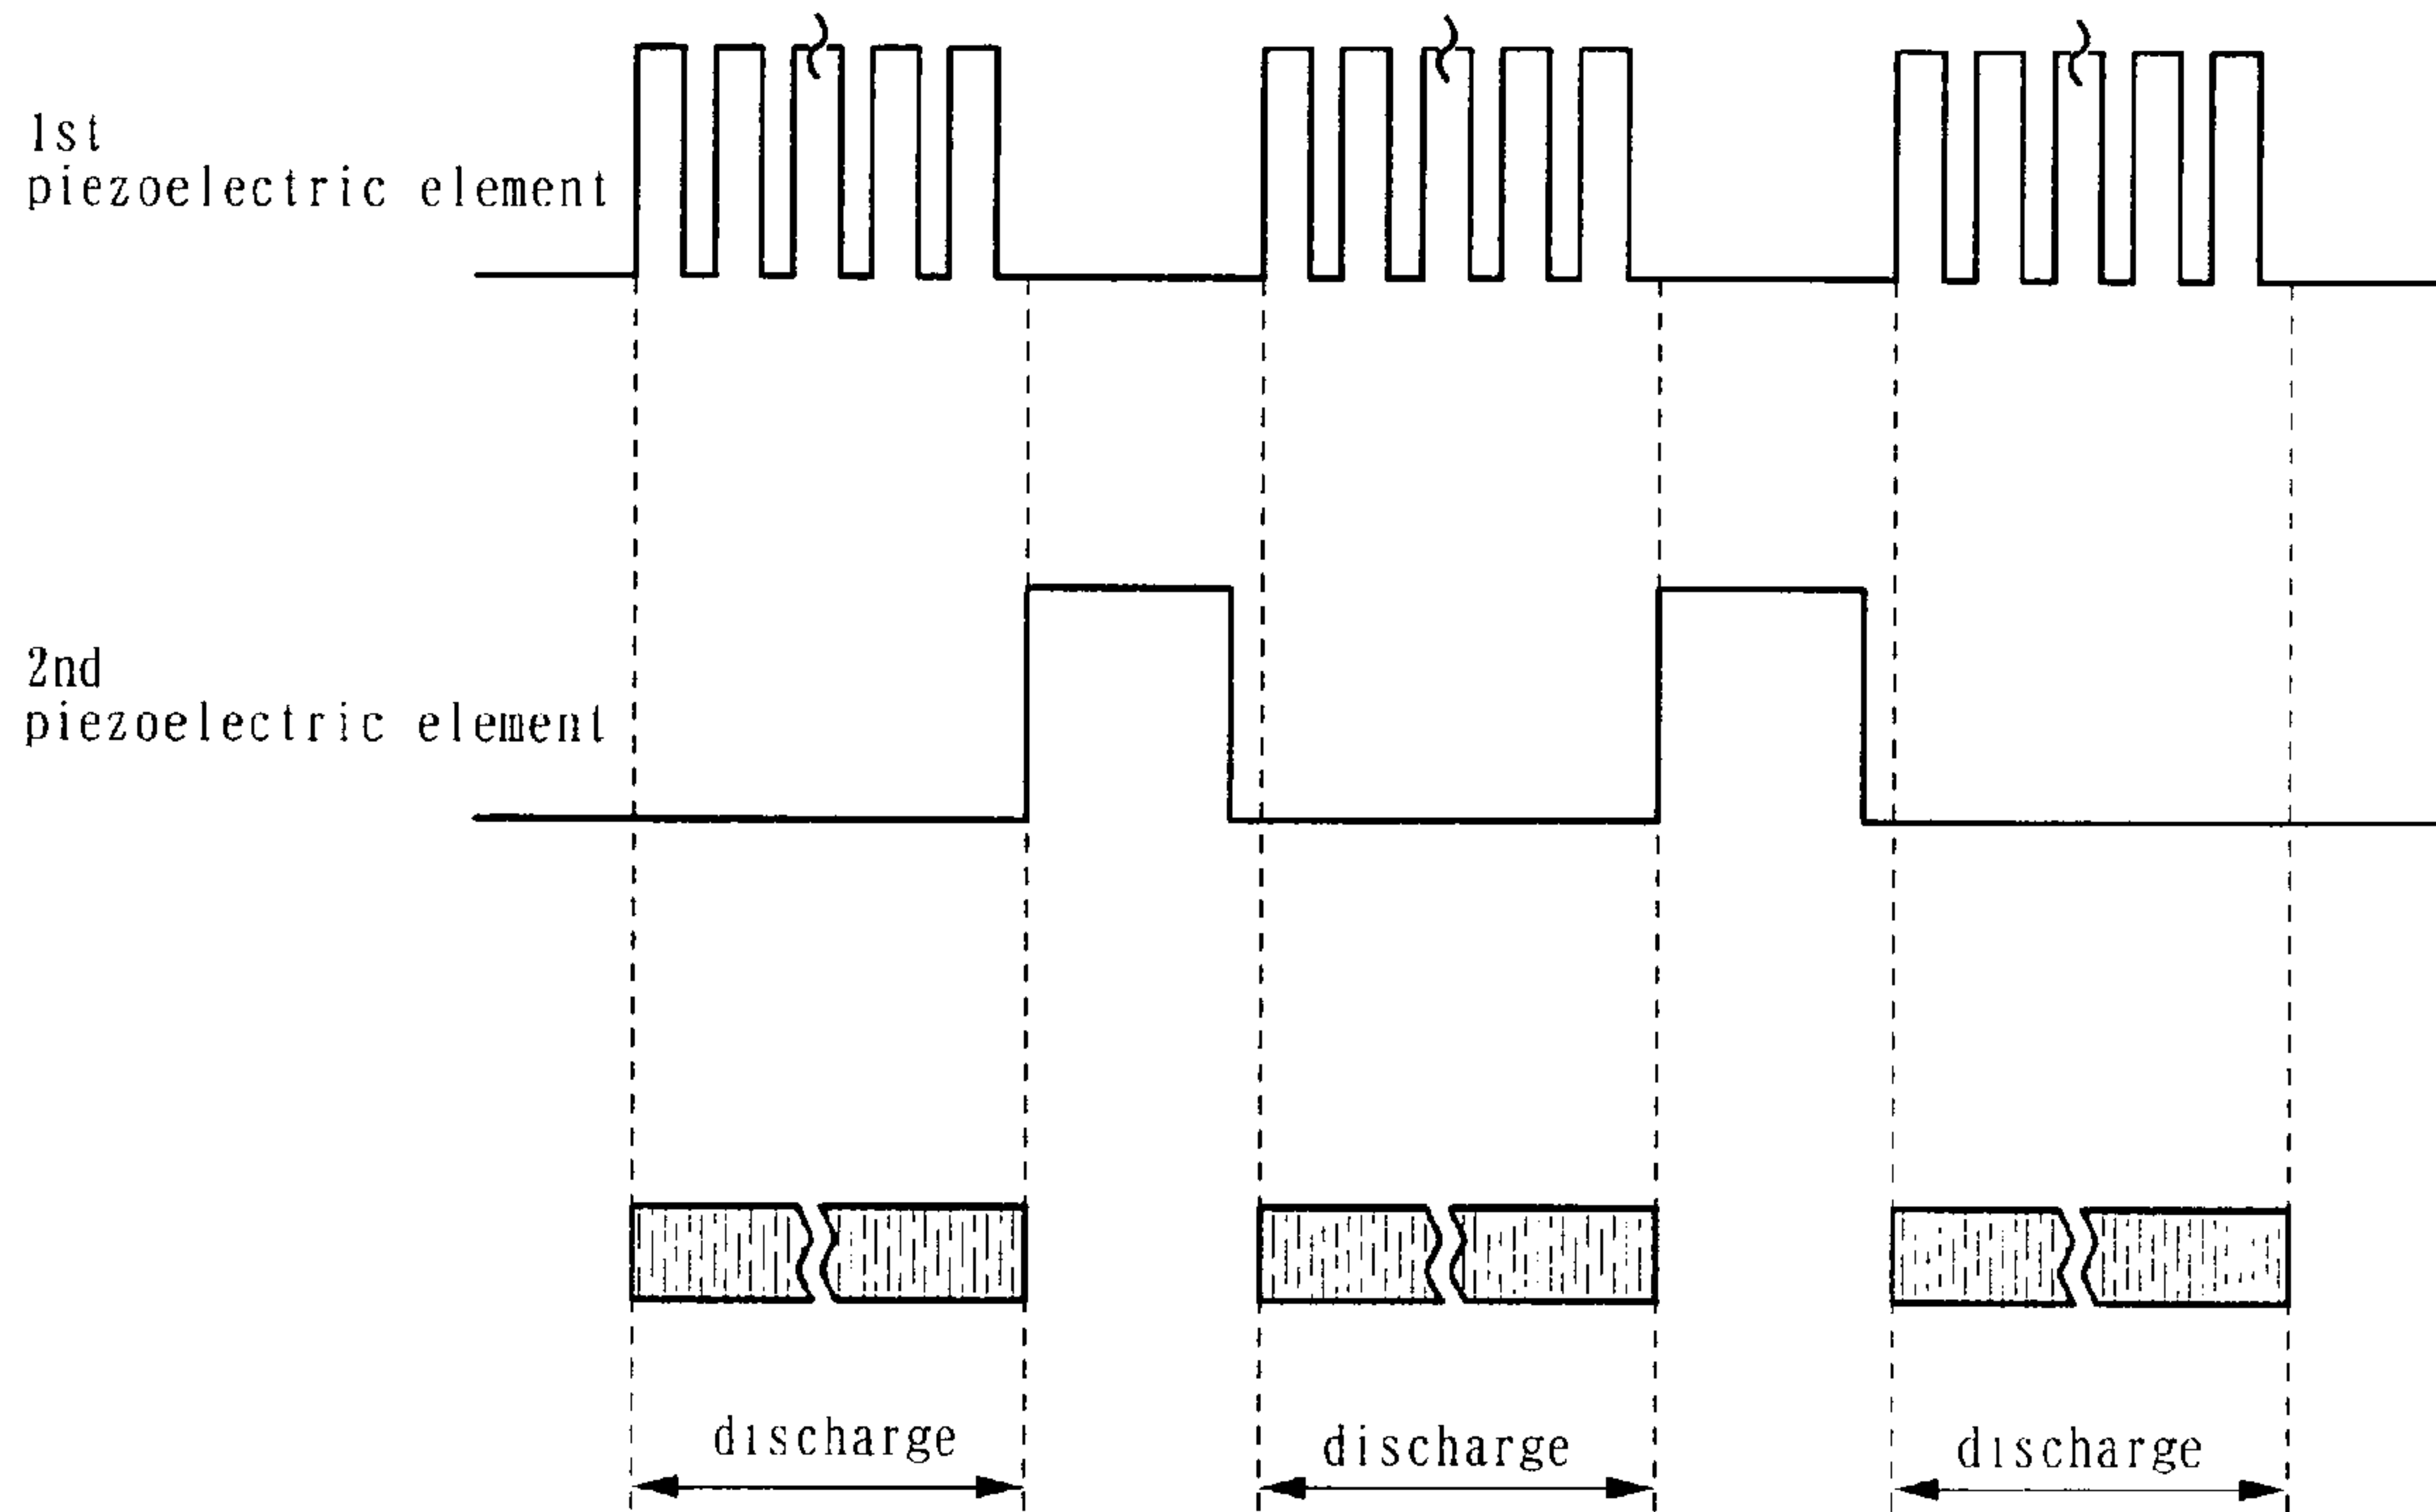 1st
piezoelectric element
2nd
piezoelectric element
discharge
discharge
discharge